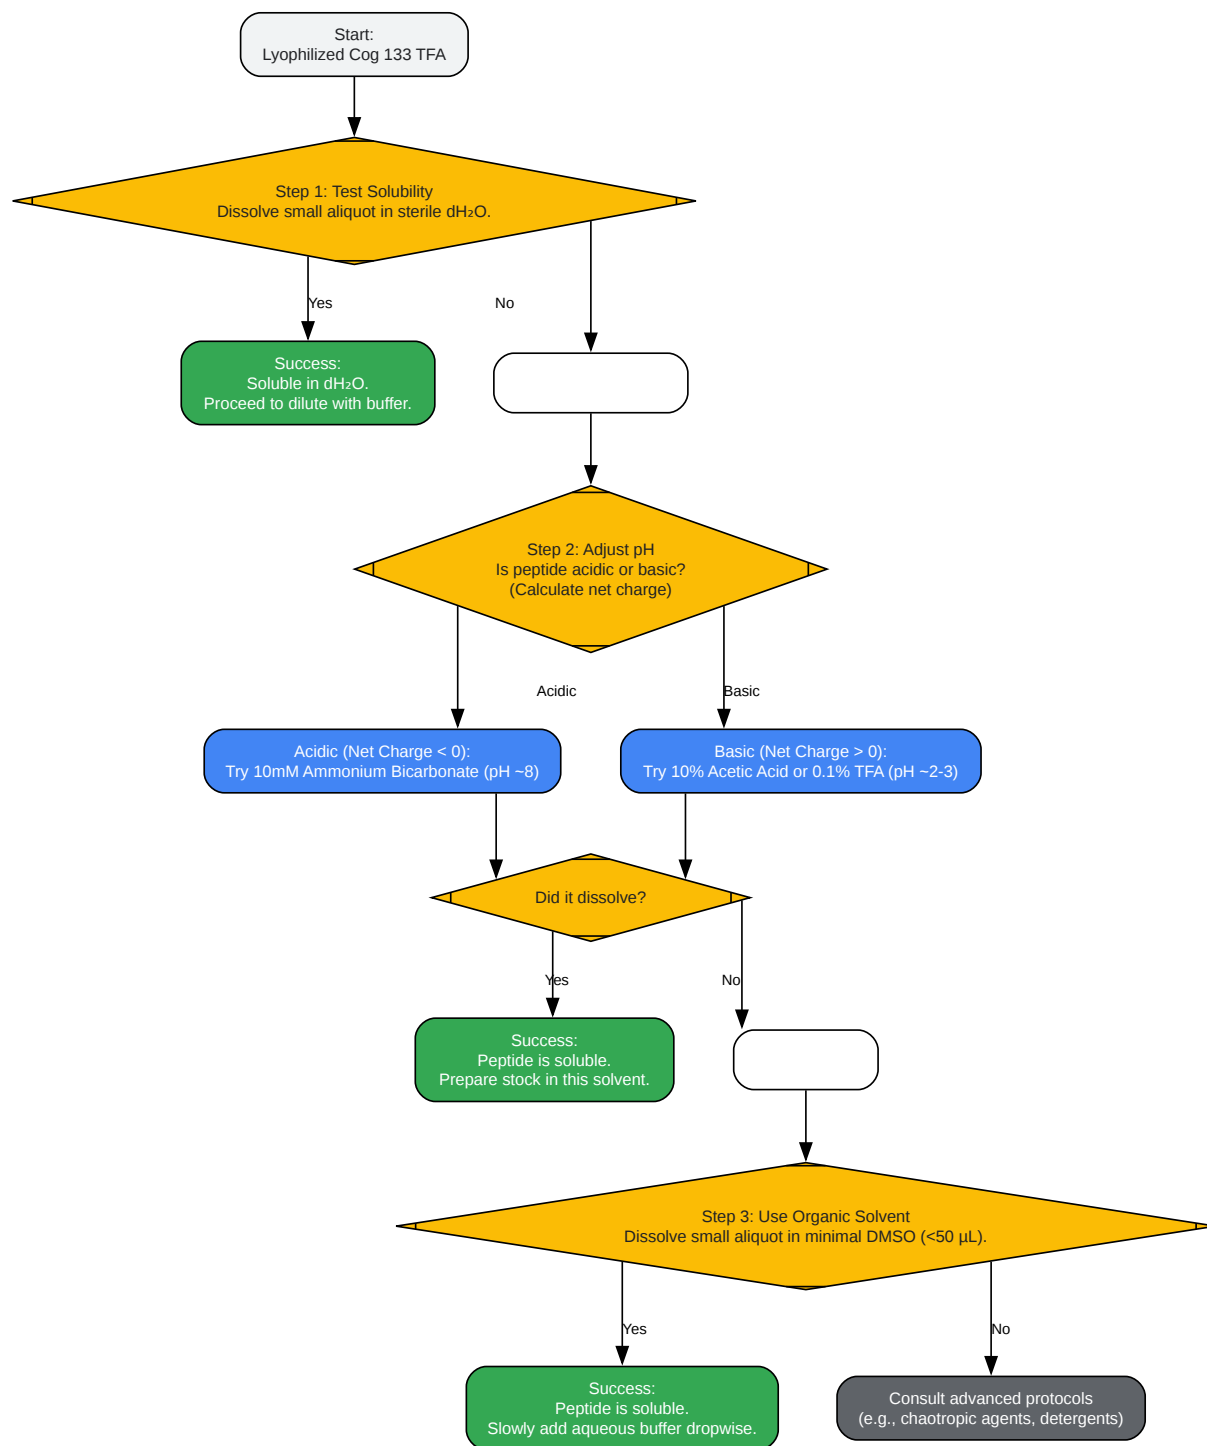 Start:
Lyophilized Cog 133 TFA
Step 1: Test Solubility
Dissolve small aliquot in sterile dH₂O.
Yes
No
Success:
Soluble in dH₂O.
Proceed to dilute with buffer.
Step 2: Adjust pH
Is peptide acidic or basic?
(Calculate net charge)
Acidic
Basic
Acidic (Net Charge < 0):
Try 10mM Ammonium Bicarbonate (pH ~8)
Basic (Net Charge > 0):
Try 10% Acetic Acid or 0.1% TFA (pH ~2-3)
Did it dissolve?
Yes
No
Success:
Peptide is soluble.
Prepare stock in this solvent.
Step 3: Use Organic Solvent
Dissolve small aliquot in minimal DMSO (<50 µL).
Yes
No
Success:
Peptide is soluble.
Slowly add aqueous buffer dropwise.
Consult advanced protocols
(e.g., chaotropic agents, detergents)